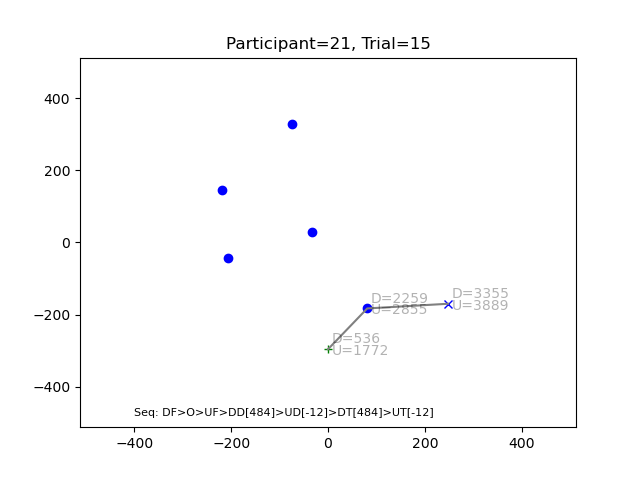 Participant=21, Trial=15
400
200
0
−200
−400
D=3355
U=3889
D=2259
U=2855
D=536
U=1772
Seq: DF>O>UF>DD[484]>UD[-12]>DT[484]>UT[-12]
−400
−200
0
200
400